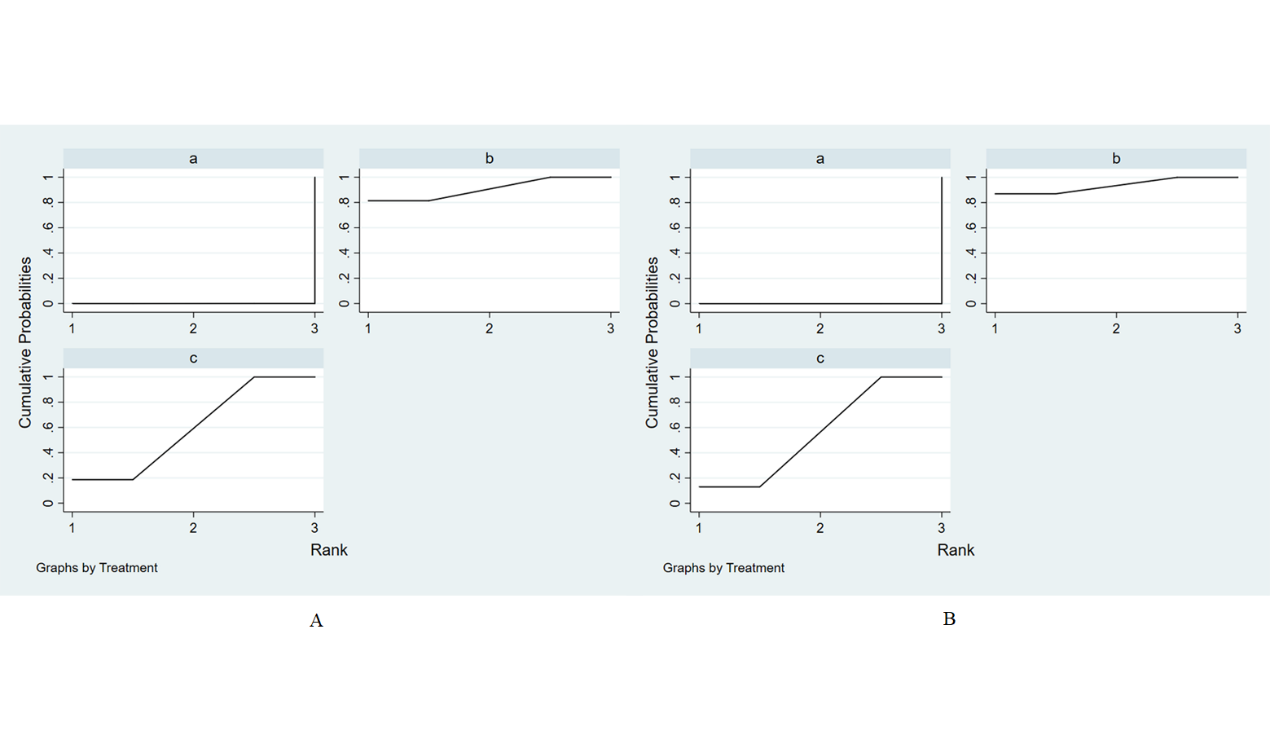 a
b
a
b
Cumulative Probabilities
0 .2 .4 .6 .8 1
1 2 3
0 .2 .4 .6 .8 1
1 2 3
Cumulative Probabilities
0 .2 .4 .6 .8 1
1 2 3
0 .2 .4 .6 .8 1
1 2 3
c
c
0 .2 .4 .6 .8 1
1 2 3
0 .2 .4 .6 .8 1
1 2 3
Rank
Rank
Graphs by Treatment
Graphs by Treatment
A
B